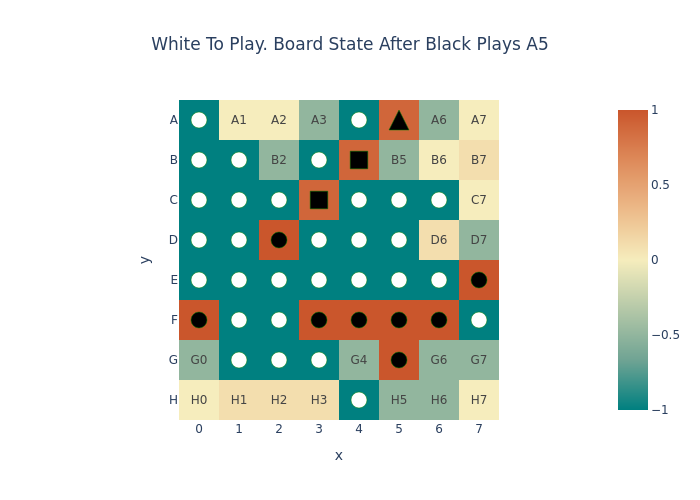 White To Play. Board State After Black Plays A5
A A1 A2 A3 A6 A7
B B2 B5 B6 B7
C C7
D D6 D7
E
F
G G0 G4 G6 G7
H H0 H1 H2 H3 H5 H6 H7
0 1 2 3 4 5 6 7
x
y
1
0.5
0
−0.5
−1